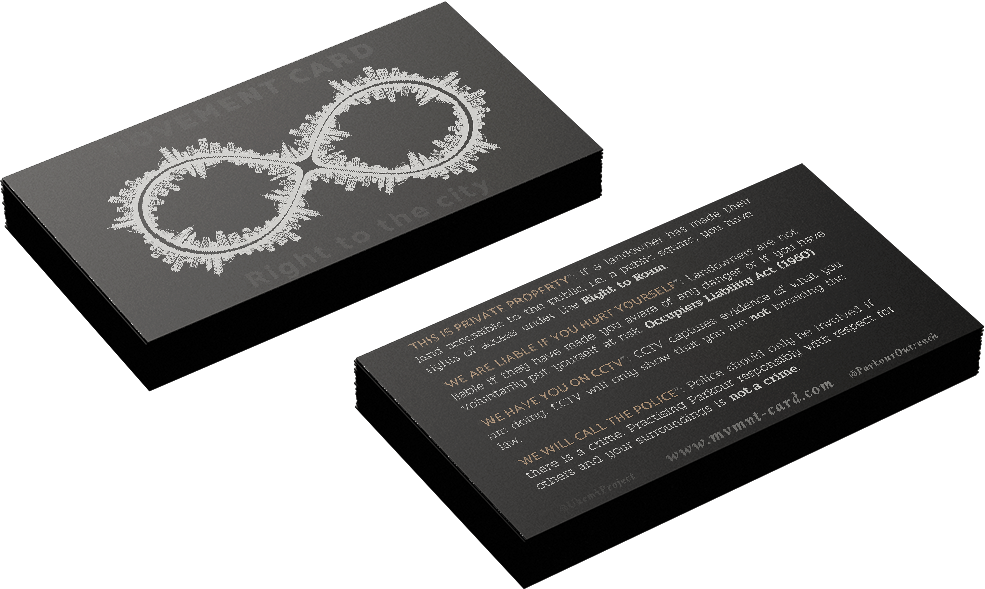 MOVEMENT CARD
Right to the city
THIS IS PRIVATE PROPERTY": If a landowner has made their
land accessible to the public, i.e. a public square, you have
rights of access under the Right to Roam.
WE ARE LIABLE IF YOU HURT YOURSELF": Landowners are not
liable if they have made you aware of any danger or if you have
voluntarily put yourself at risk. Occupiers Liability Act (1960)
WE HAVE YOU ON CCTV": CCTV captures evidence of what you
are doing. CCTV will only show that you are not breaking the
law.
WE WILL CALL THE POLICE": Police should only be involved if
there is a crime. Practising Parkour responsibly with respect for
others and your surroundings is not a crime.
www.mvmnt-card.com
@ParkourOutreach